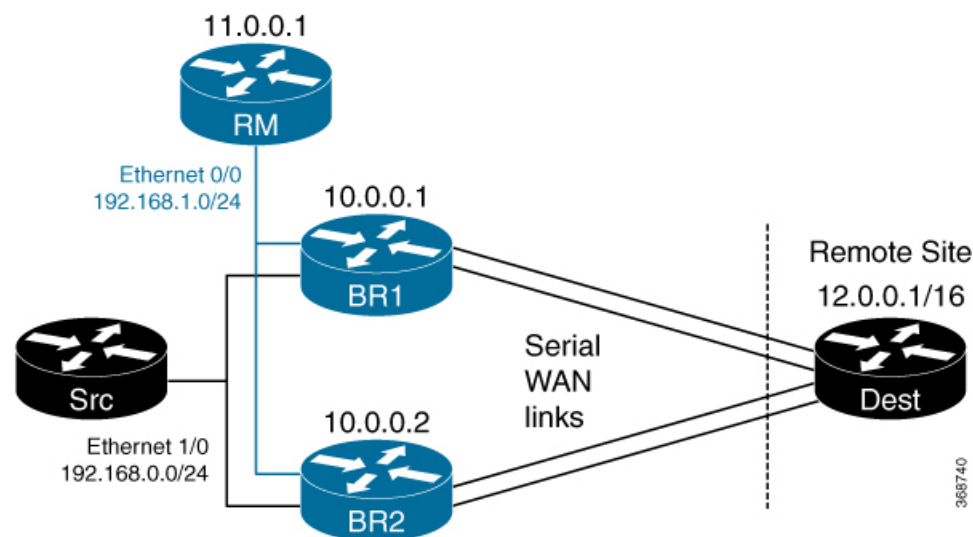 11.0.0.1
RM
Ethernet 0/0
192.168.1.0/24
10.0.0.1
BR1
Remote Site
12.0.0.1/16
Serial
WAN
links
Src
Dest
Ethernet 1/0
192.168.0.0/24
10.0.0.2
BR2
368740